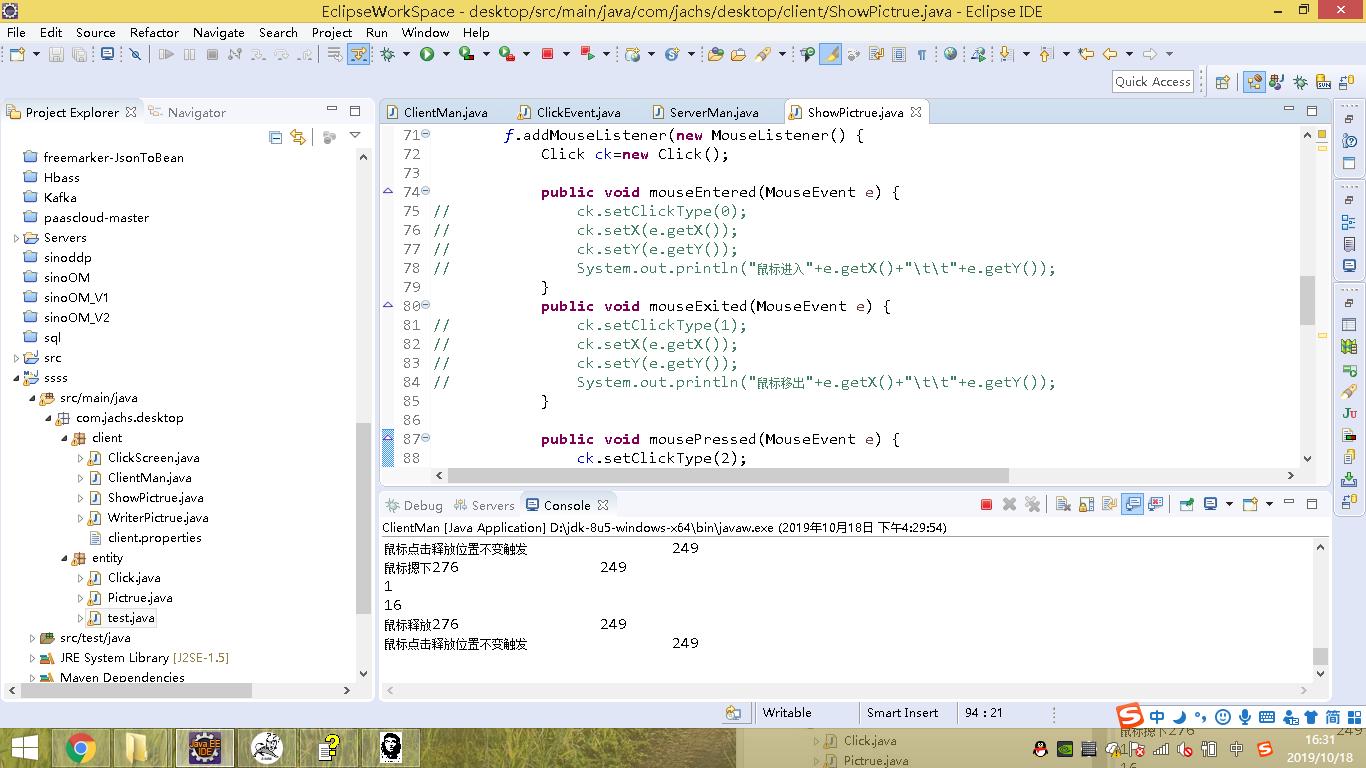 EclipseWorkSpace - desktop/src/main/java/com/jachs/desktop/client/ShowPictrue.java - Eclipse IDE
File Edit Source Refactor Navigate Search Project Run Window Help
Quick Access
Project Explorer Navigator
freemarker-JsonToBean
Hbass
Kafka
paascloud-master
Servers
sinoddp
sinoOM
sinoOM_V1
sinoOM_V2
sql
src
ssss
src/main/java
com.jachs.desktop
client
ClickScreen.java
ClientMan.java
ShowPictrue.java
WriterPictrue.java
client.properties
entity
Click.java
Pictrue.java
test.java
src/test/java
JRE System Library [J2SE-1.5]
Maven Dependencies
ClientMan.java ClickEvent.java ServerMan.java ShowPictrue.java
71 f.addMouseListener(new MouseListener() {
72 Click ck=new Click();
73
74 public void mouseEntered(MouseEvent e) {
75 // ck.setClickType(0);
76 // ck.setX(e.getX());
77 // ck.setY(e.getY());
78 // System.out.println("鼠标进入"+e.getX()+"\t\t"+e.getY());
79 }
80 public void mouseExited(MouseEvent e) {
81 // ck.setClickType(1);
82 // ck.setX(e.getX());
83 // ck.setY(e.getY());
84 // System.out.println("鼠标移出"+e.getX()+"\t\t"+e.getY());
85 }
86
87 public void mousePressed(MouseEvent e) {
88 ck.setClickType(2);
Debug Servers Console
ClientMan [Java Application] D:\jdk-8u5-windows-x64\bin\javaw.exe (2019年10月18日 下午4:29:54)
鼠标点击释放位置不变触发 249
鼠标摁下276 249
1
16
鼠标释放276 249
鼠标点击释放位置不变触发 249
Writable Smart Insert 94 : 21
中 简
Java EE
IDE
Click.java
Pictrue.java
鼠标摁下276 249
16
中
16:31
2019/10/18